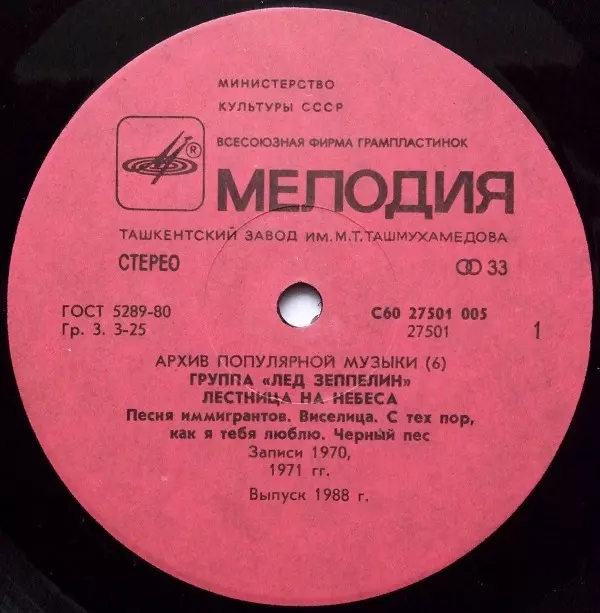 МИНИСТЕРСТВО
КУЛЬТУРЫ СССР
ВСЕСОЮЗНАЯ ФИРМА ГРАМПЛАСТИНОК
®
МЕЛОДИЯ
ТАШКЕНТСКИЙ ЗАВОД ИМ. М.Т. ТАШМУХАМЕДОВА
СТЕРЕО 33
ГОСТ 5289-80 С60 27501 005
Гр. 3. 3-25 27501 1
АРХИВ ПОПУЛЯРНОЙ МУЗЫКИ (6)
ГРУППА «ЛЕД ЗЕППЕЛИН»
ЛЕСТНИЦА НА НЕБЕСА
Песня иммигрантов. Виселица. С тех пор,
как я тебя люблю. Черный пес
Записи 1970,
1971 гг.
Выпуск 1988 г.